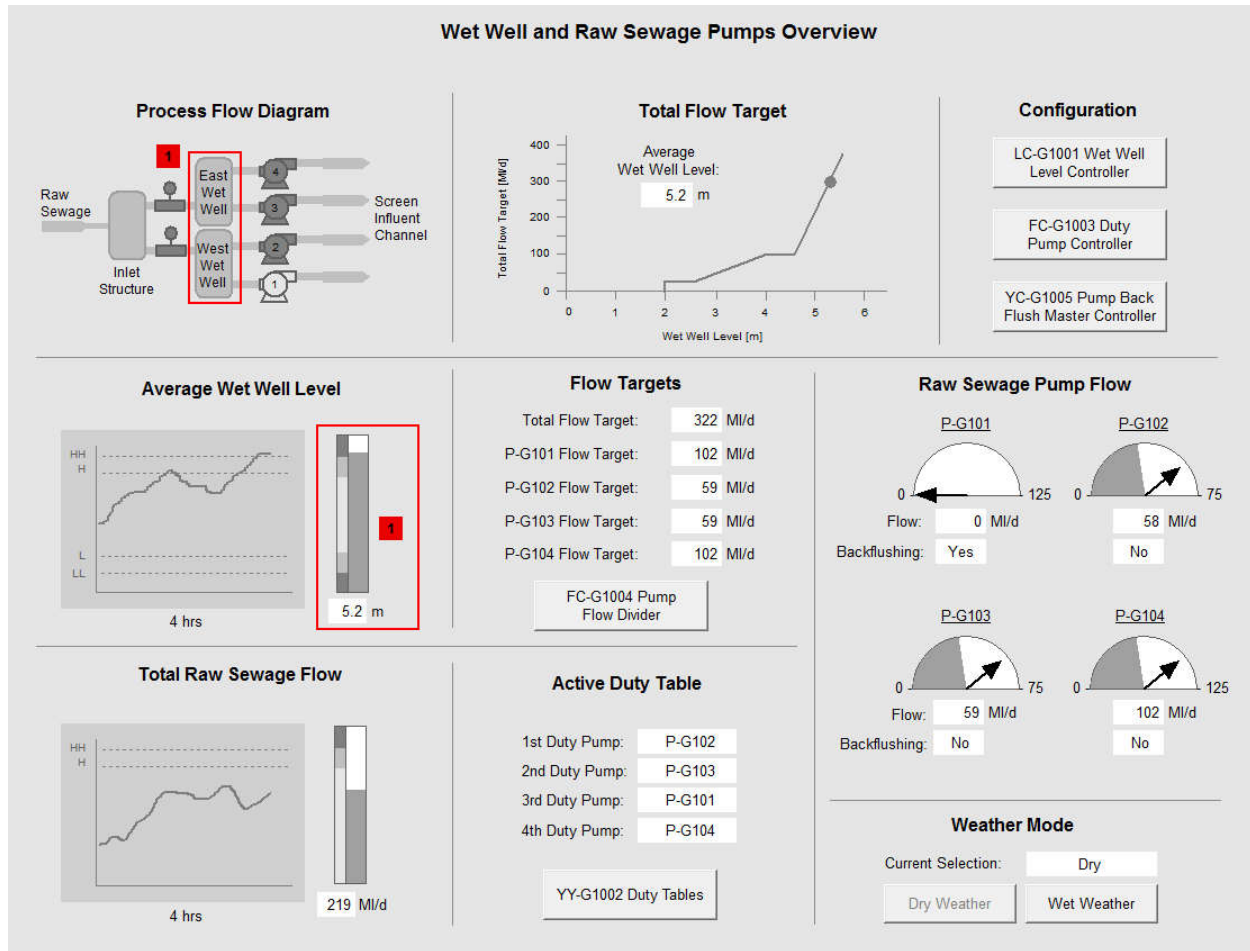 Wet Well and Raw Sewage Pumps Overview
Process Flow Diagram
1
Raw
Sewage
Inlet
Structure
East
Wet
Well
West
Wet
Well
4
3
2
1
Screen
Influent
Channel
Total Flow Target
Total Flow Target [Ml/d]
400
300
200
100
0
Average
Wet Well Level:
5.2 m
0 1 2 3 4 5 6
Wet Well Level [m]
Configuration
LC-G1001 Wet Well
Level Controller
FC-G1003 Duty
Pump Controller
YC-G1005 Pump Back
Flush Master Controller
Average Wet Well Level
HH
H
L
LL
4 hrs
1
5.2 m
Flow Targets
Total Flow Target: 322 Ml/d
P-G101 Flow Target: 102 Ml/d
P-G102 Flow Target: 59 Ml/d
P-G103 Flow Target: 59 Ml/d
P-G104 Flow Target: 102 Ml/d
FC-G1004 Pump
Flow Divider
Raw Sewage Pump Flow
P-G101 P-G102
0 125 0 75
Flow: 0 Ml/d 58 Ml/d
Backflushing: Yes No
P-G103 P-G104
0 75 0 125
Flow: 59 Ml/d 102 Ml/d
Backflushing: No No
Total Raw Sewage Flow
HH
H
4 hrs
219 Ml/d
Active Duty Table
1st Duty Pump: P-G102
2nd Duty Pump: P-G103
3rd Duty Pump: P-G101
4th Duty Pump: P-G104
YY-G1002 Duty Tables
Weather Mode
Current Selection: Dry
Dry Weather Wet Weather